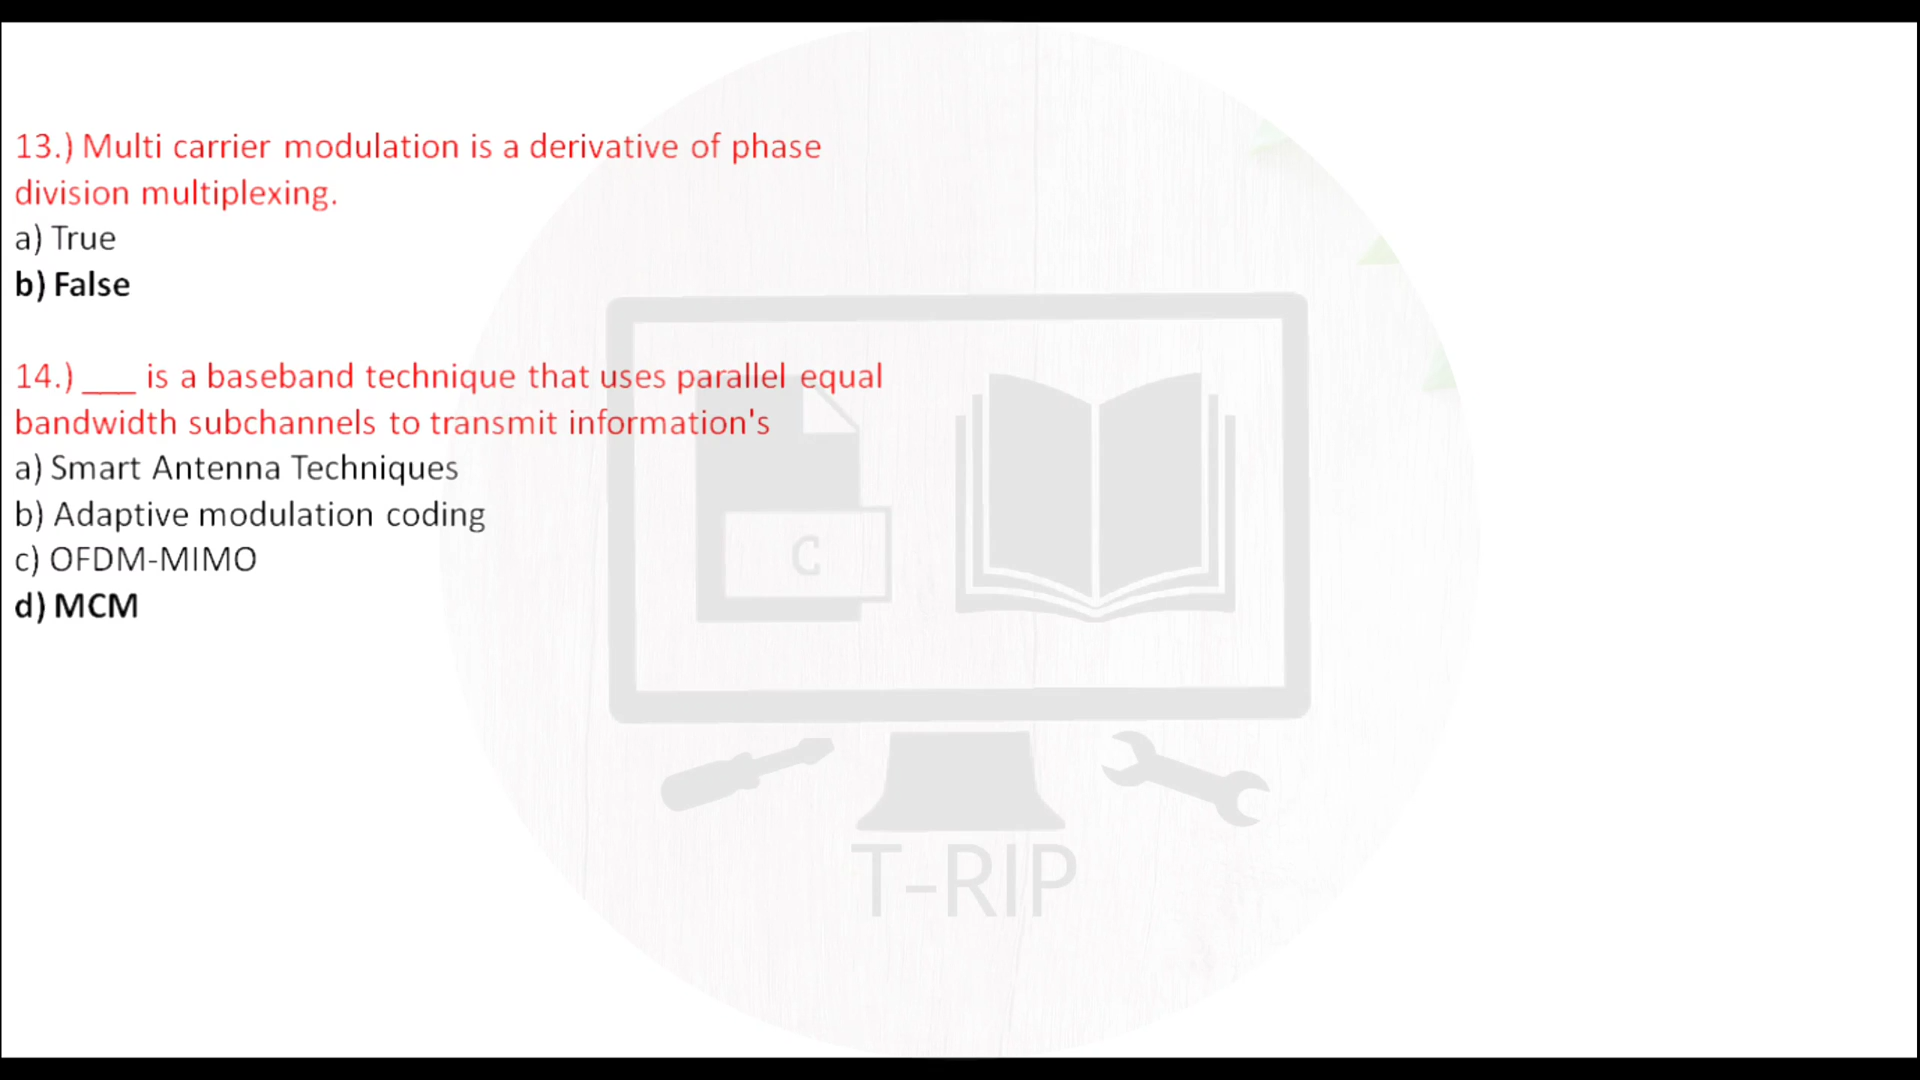 13.) Multi carrier modulation is a derivative of phase
division multiplexing.
a) True
b) False
14.) ___ is a baseband technique that uses parallel equal
bandwidth subchannels to transmit information's
a) Smart Antenna Techniques
b) Adaptive modulation coding
c) OFDM-MIMO
d) MCM
C
T-RIP